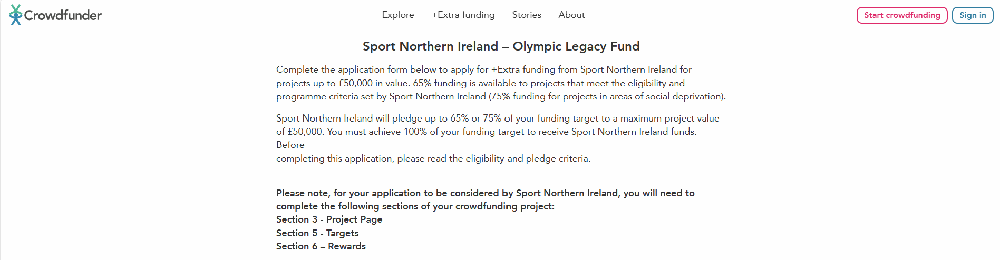 Crowdfunder
Explore +Extra funding Stories About
Start crowdfunding Sign in
Sport Northern Ireland – Olympic Legacy Fund
Complete the application form below to apply for +Extra funding from Sport Northern Ireland for
projects up to £50,000 in value. 65% funding is available to projects that meet the eligibility and
programme criteria set by Sport Northern Ireland (75% funding for projects in areas of social deprivation).
Sport Northern Ireland will pledge up to 65% or 75% of your funding target to a maximum project value
of £50,000. You must achieve 100% of your funding target to receive Sport Northern Ireland funds.
Before
completing this application, please read the eligibility and pledge criteria.
Please note, for your application to be considered by Sport Northern Ireland, you will need to
complete the following sections of your crowdfunding project:
Section 3 - Project Page
Section 5 - Targets
Section 6 – Rewards